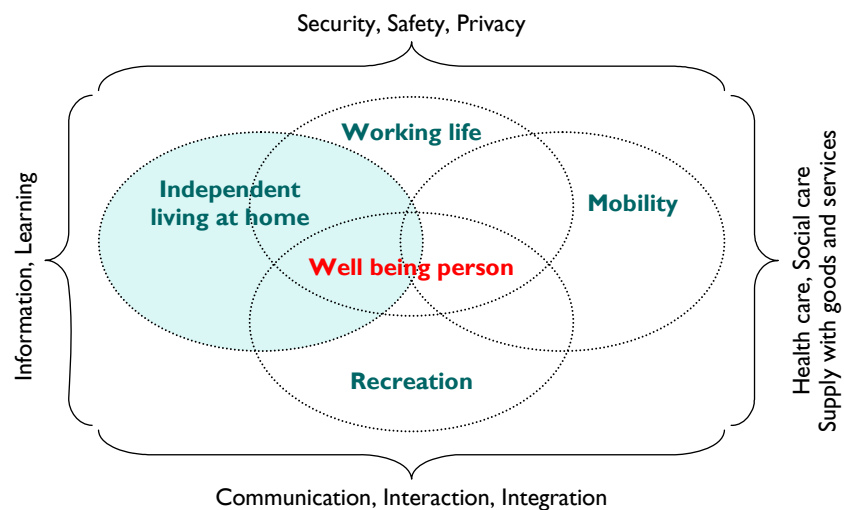 Security, Safety, Privacy
Working life
Independent
living at home
Mobility
Well being person
Recreation
Information, Learning
Health care, Social care
Supply with goods and services
Communication, Interaction, Integration